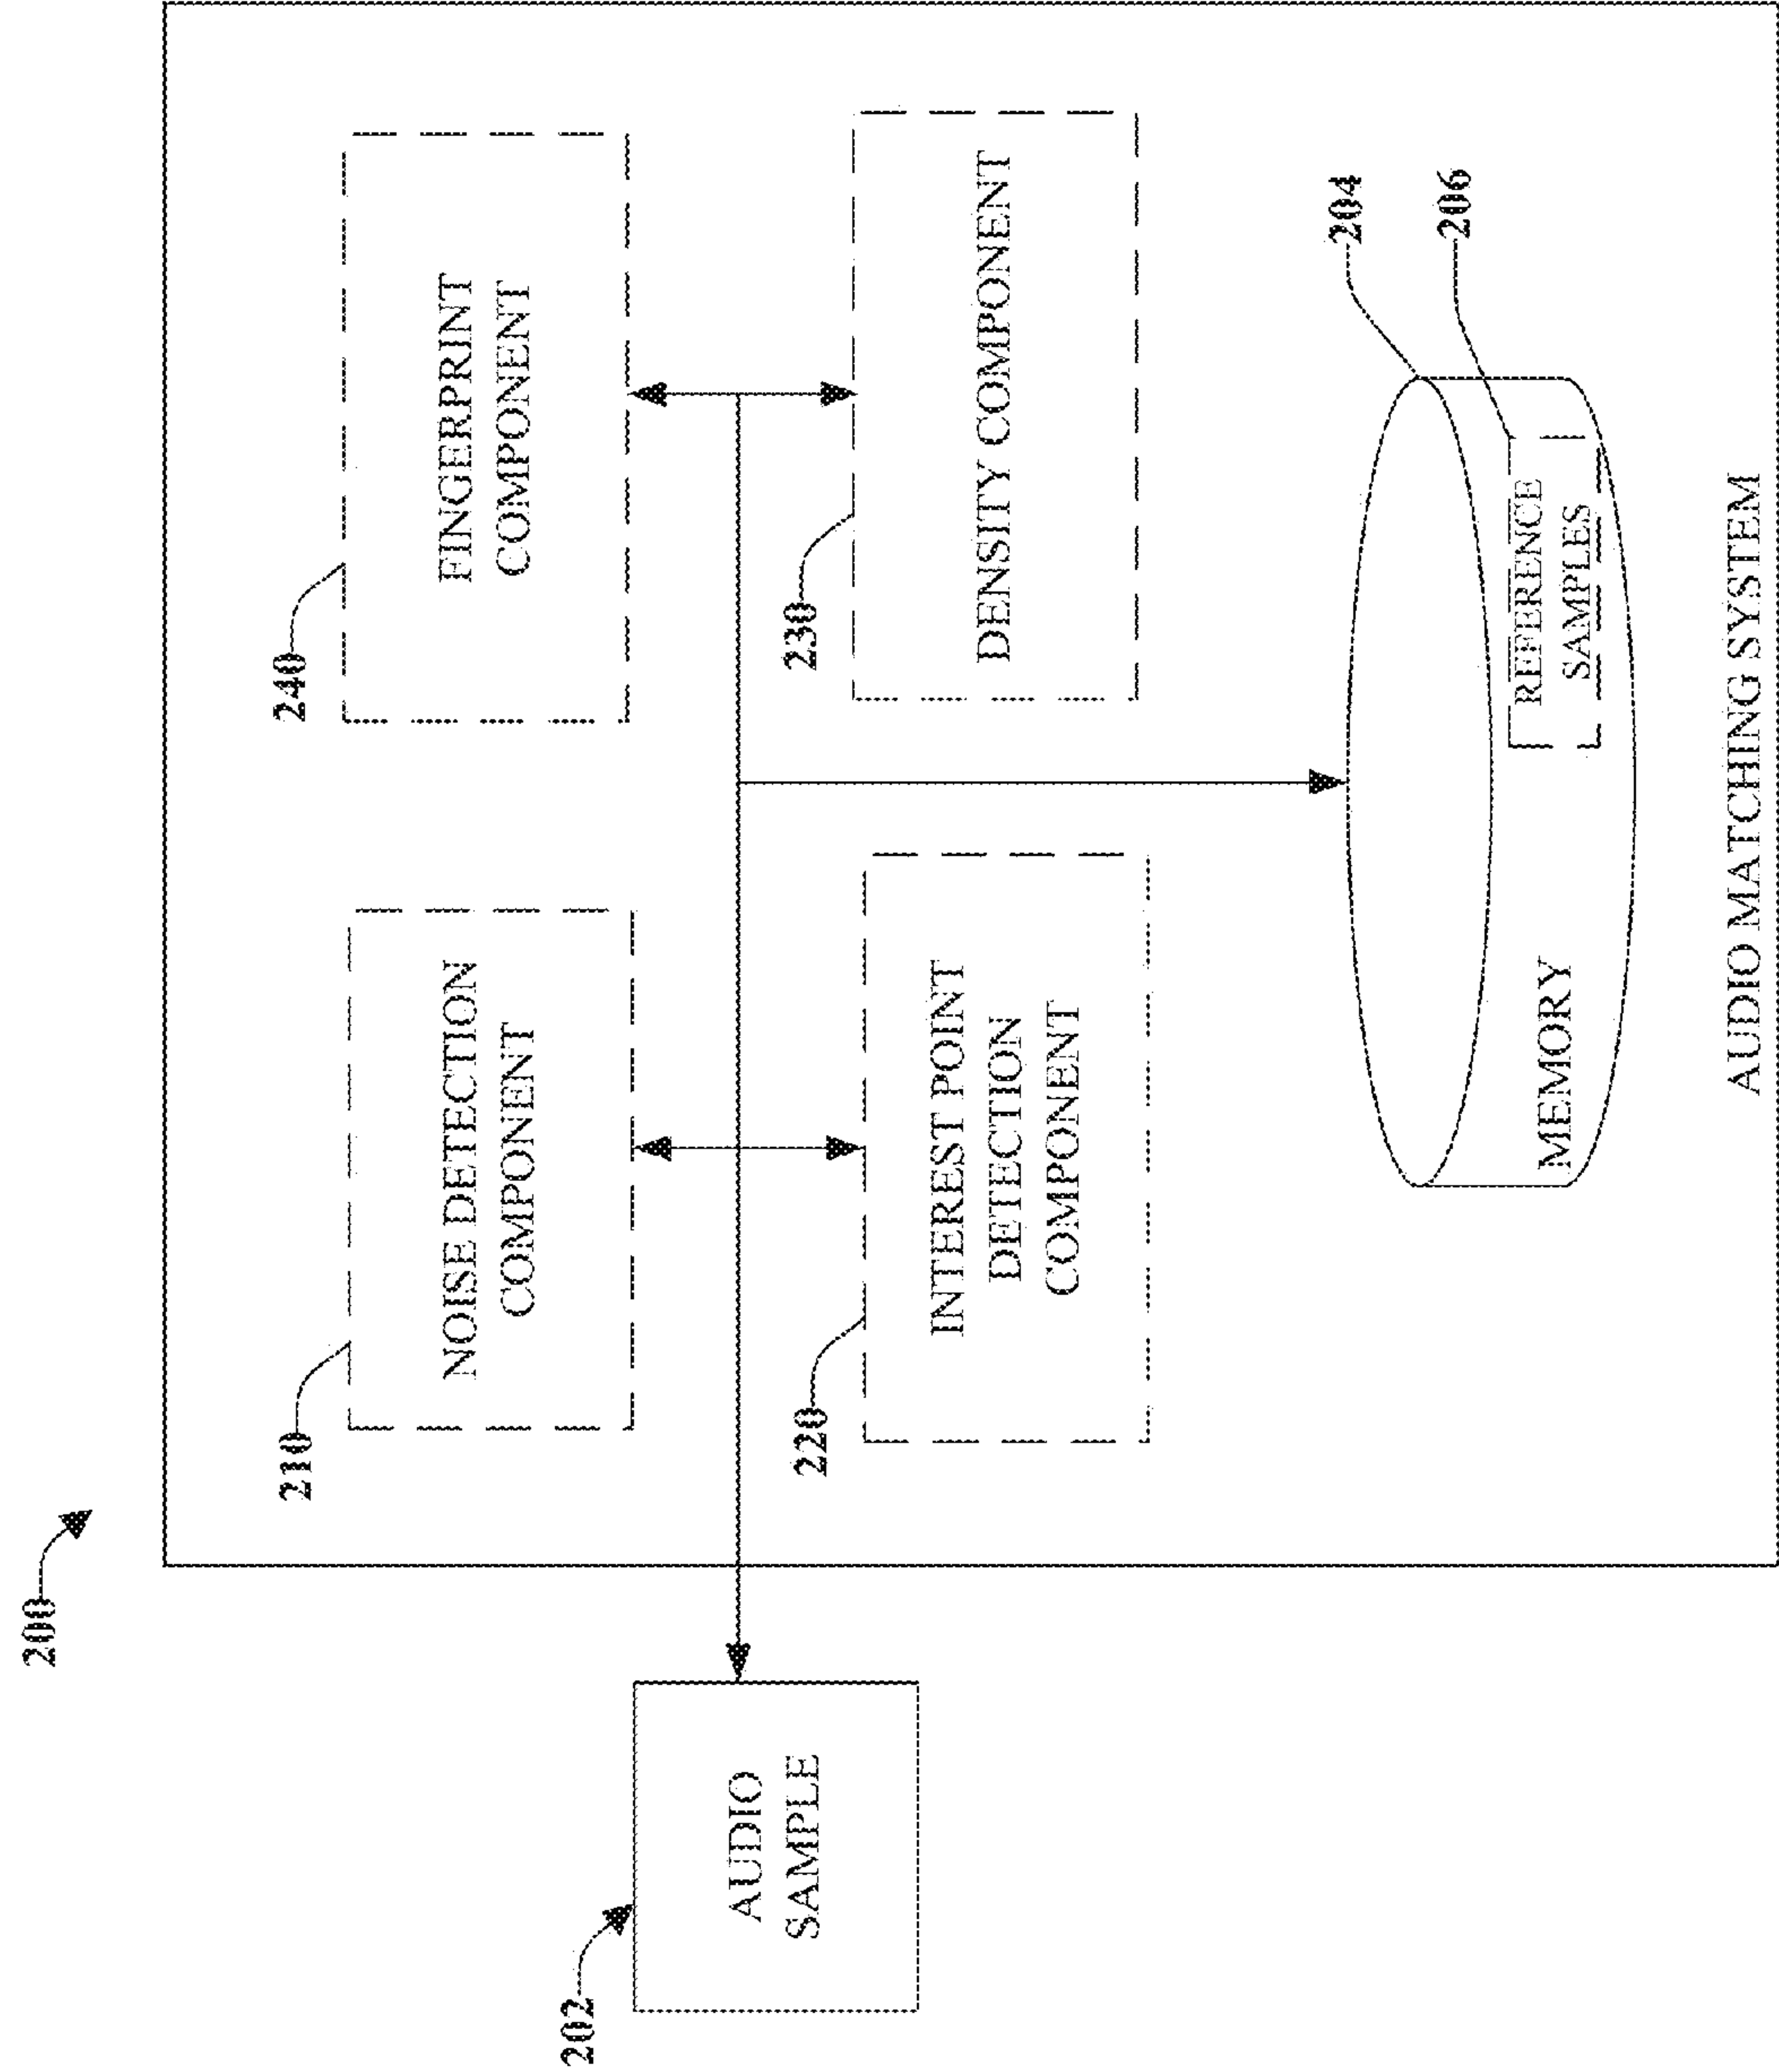 200
202
AUDIO
SAMPLE
210
NOISE DETECTION
COMPONENT
240
FINGERPRINT
COMPONENT
220
INTEREST POINT
DETECTION
COMPONENT
230
DENSITY COMPONENT
204
206
MEMORY
REFERENCE
SAMPLES
AUDIO MATCHING SYSTEM